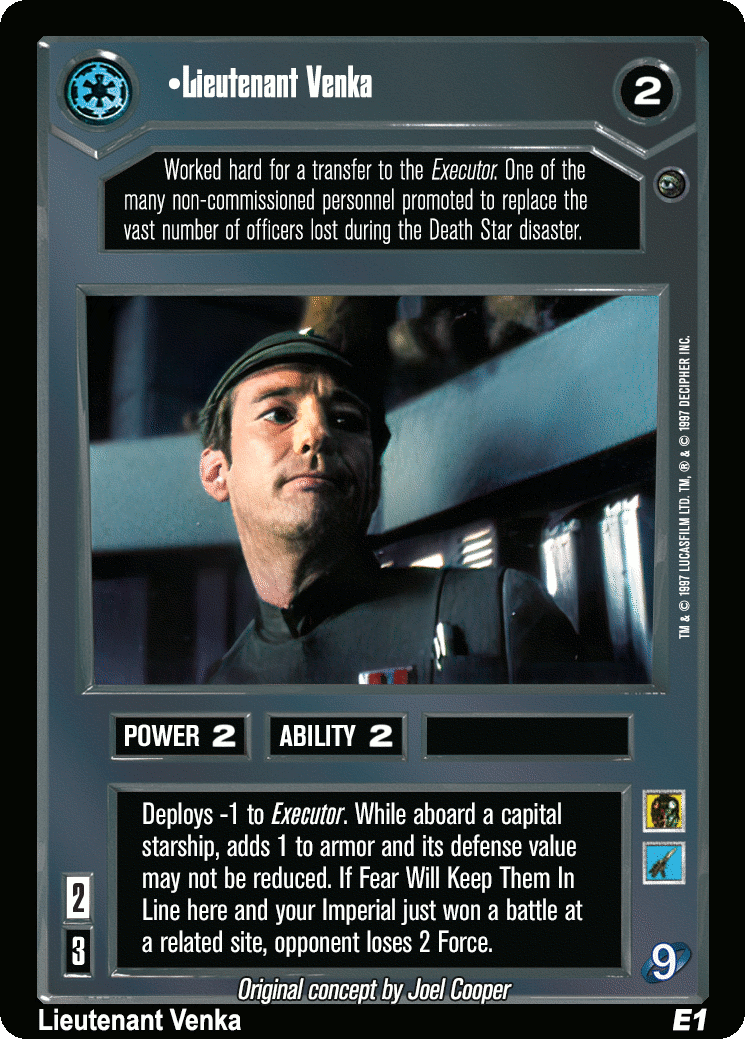 •Lieutenant Venka
2
Worked hard for a transfer to the Executor. One of the
many non-commissioned personnel promoted to replace the
vast number of officers lost during the Death Star disaster.
TM & © 1997 LUCASFILM LTD. TM, ® & © 1997 DECIPHER INC.
POWER 2
ABILITY 2
Deploys -1 to Executor. While aboard a capital
starship, adds 1 to armor and its defense value
may not be reduced. If Fear Will Keep Them In
Line here and your Imperial just won a battle at
a related site, opponent loses 2 Force.
2
3
9
Original concept by Joel Cooper
Lieutenant Venka
E1